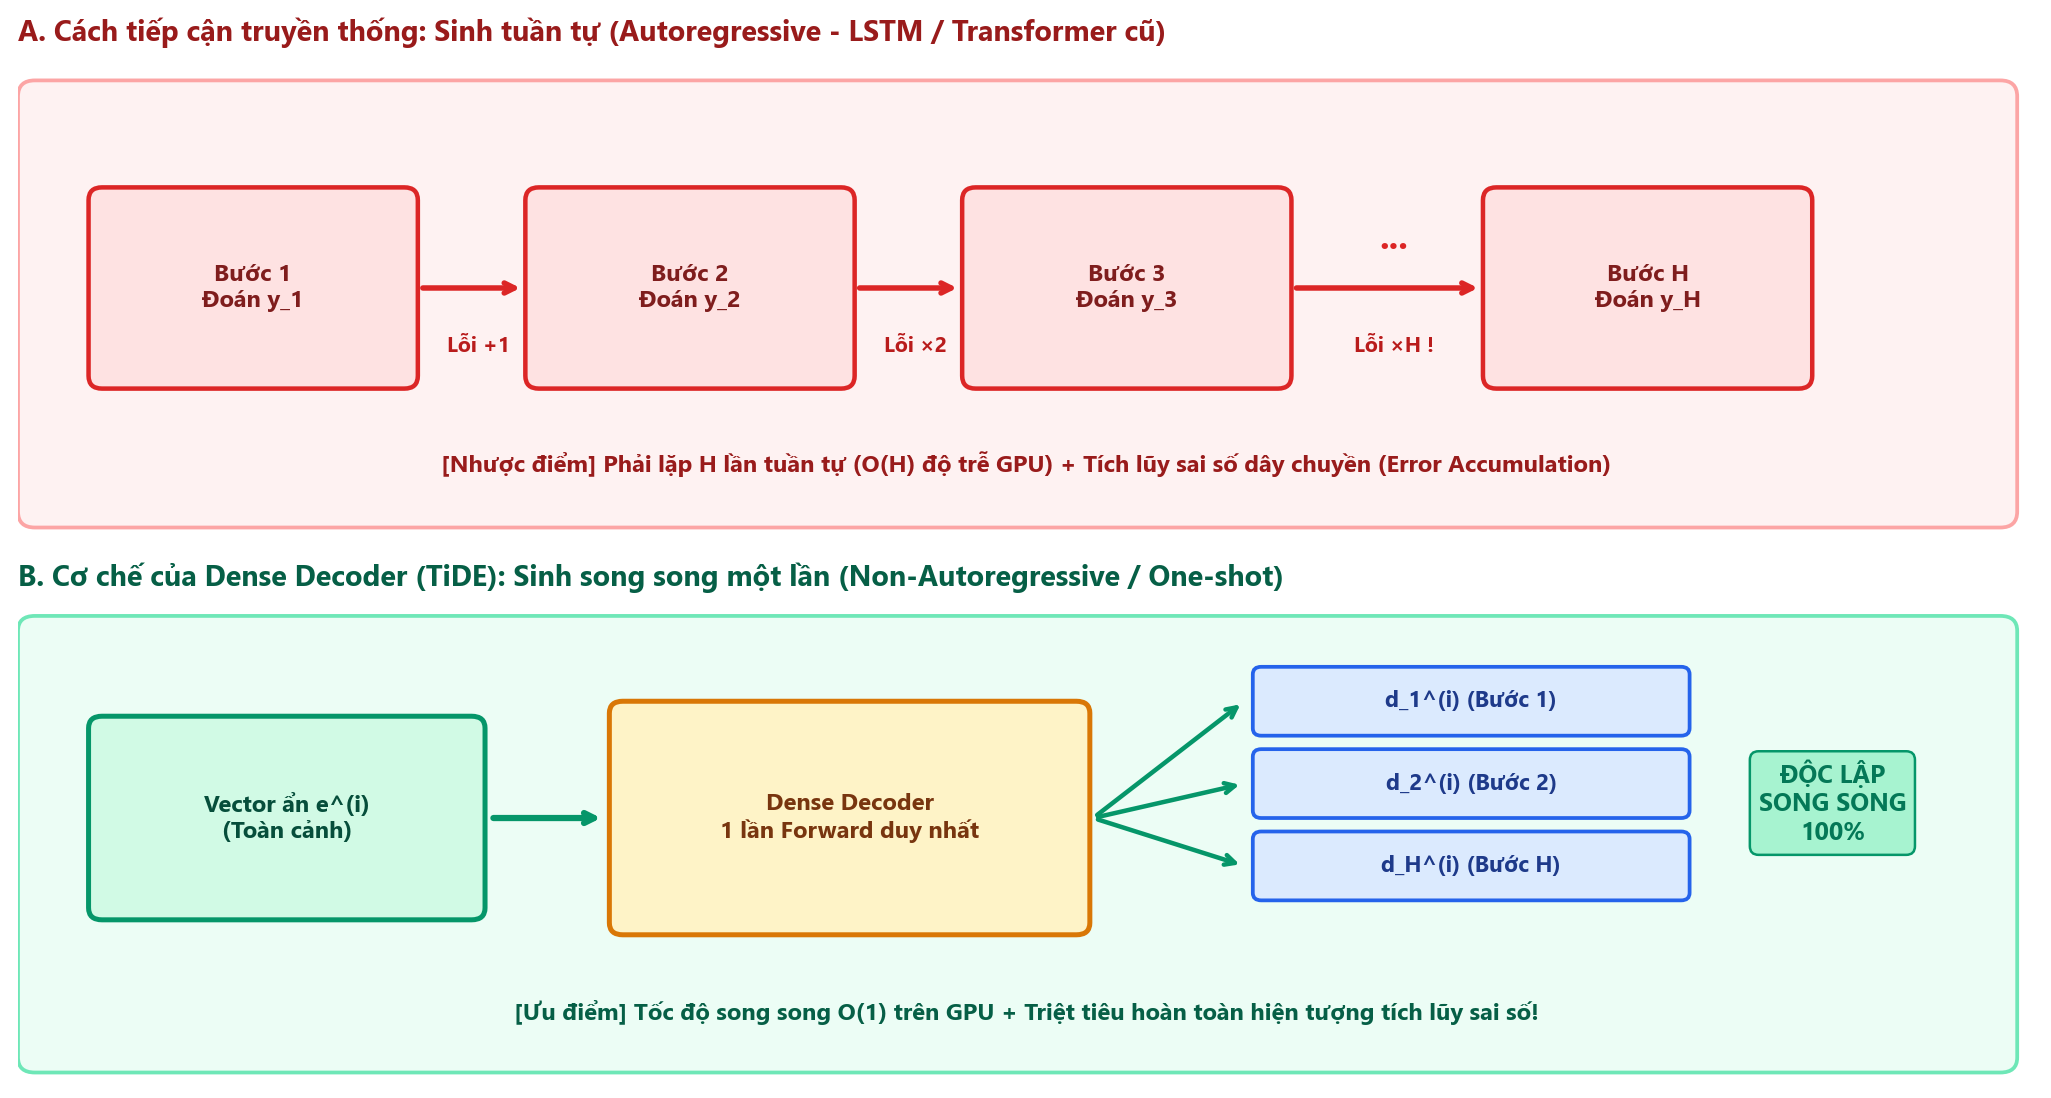 A. Cách tiếp cận truyền thống: Sinh tuần tự (Autoregressive - LSTM / Transformer cũ)
Bước 1
Đoán y_1
Lỗi +1
Bước 2
Đoán y_2
Lỗi ×2
Bước 3
Đoán y_3
...
Lỗi ×H !
Bước H
Đoán y_H
[Nhược điểm] Phải lặp H lần tuần tự (O(H) độ trễ GPU) + Tích lũy sai số dây chuyền (Error Accumulation)
B. Cơ chế của Dense Decoder (TiDE): Sinh song song một lần (Non-Autoregressive / One-shot)
Vector ẩn e^(i)
(Toàn cảnh)
Dense Decoder
1 lần Forward duy nhất
d_1^(i) (Bước 1)
d_2^(i) (Bước 2)
d_H^(i) (Bước H)
ĐỘC LẬP
SONG SONG
100%
[Ưu điểm] Tốc độ song song O(1) trên GPU + Triệt tiêu hoàn toàn hiện tượng tích lũy sai số!